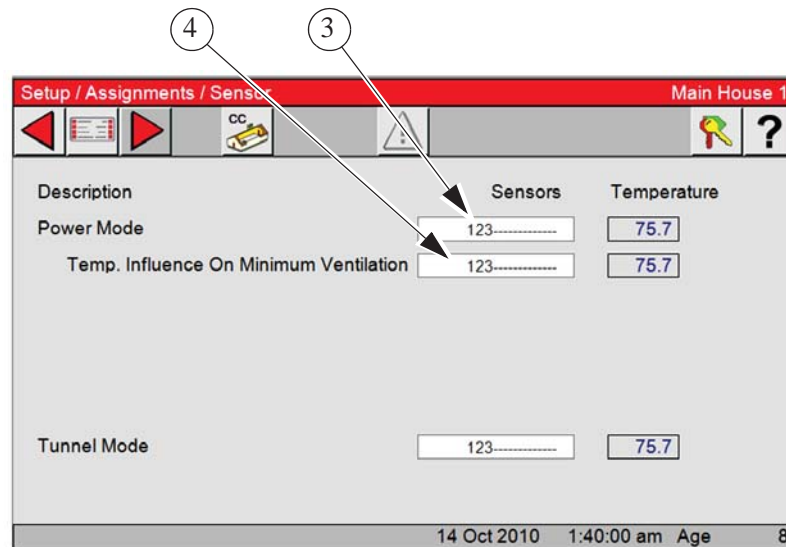 4 3
Setup / Assignments / Sensor Main House 1
CC ?
Description Sensors Temperature
Power Mode 123------------- 75.7
Temp. Influence On Minimum Ventilation 123------------- 75.7
Tunnel Mode 123------------- 75.7
14 Oct 2010 1:40:00 am Age 8